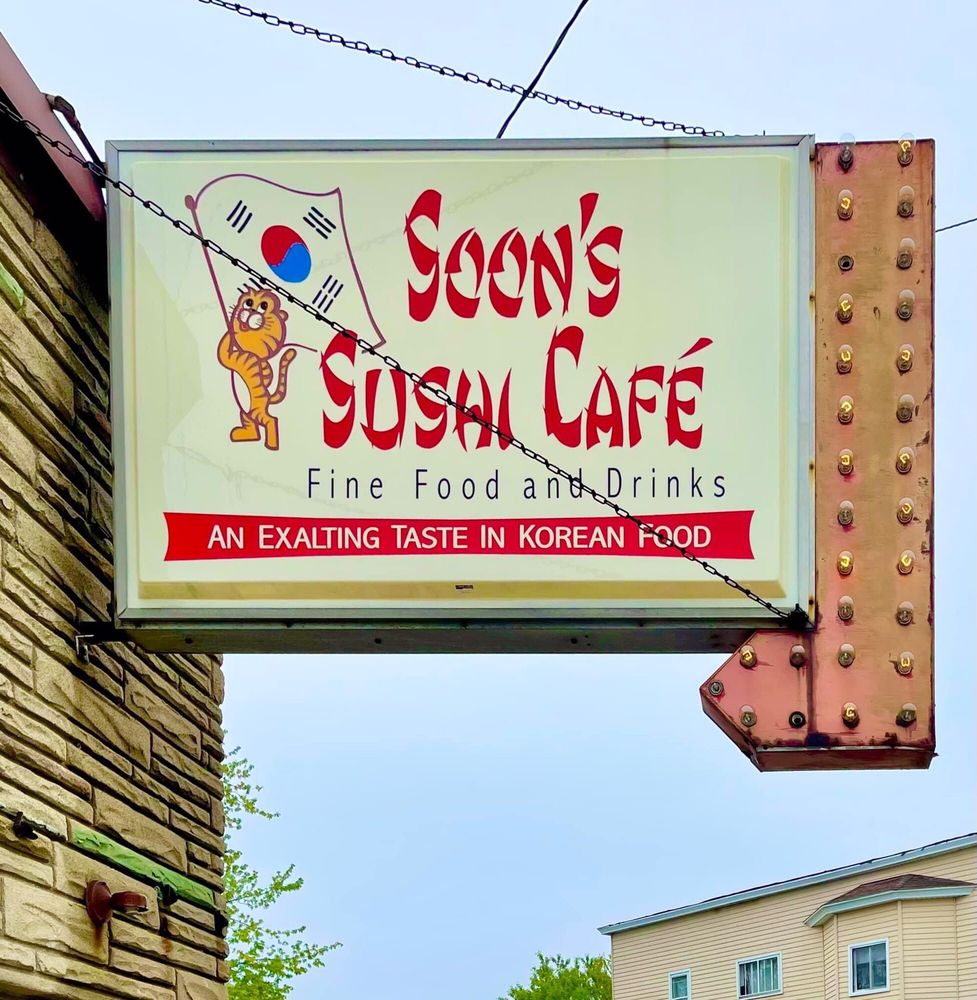 Soon's
Sushi Café
Fine Food and Drinks
An Exalting Taste In Korean Food